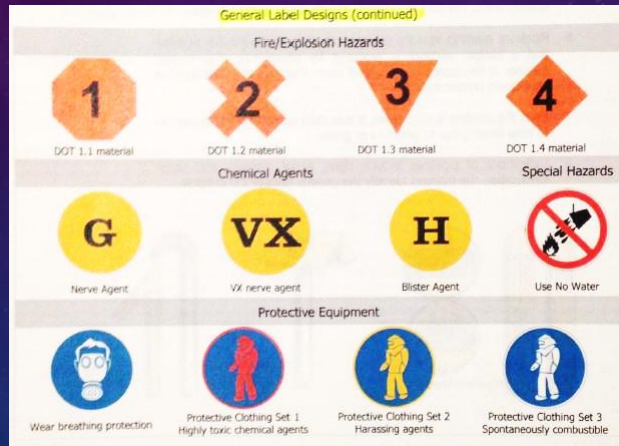 General Label Designs (continued)
Fire/Explosion Hazards
1 2 3 4
DOT 1.1 material DOT 1.2 material DOT 1.3 material DOT 1.4 material
Chemical Agents Special Hazards
G VX H
Nerve Agent VX nerve agent Blister Agent Use No Water
Protective Equipment
Wear breathing protection Protective Clothing Set 1 Protective Clothing Set 2 Protective Clothing Set 3
Highly toxic chemical agents Harassing agents Spontaneously combustible